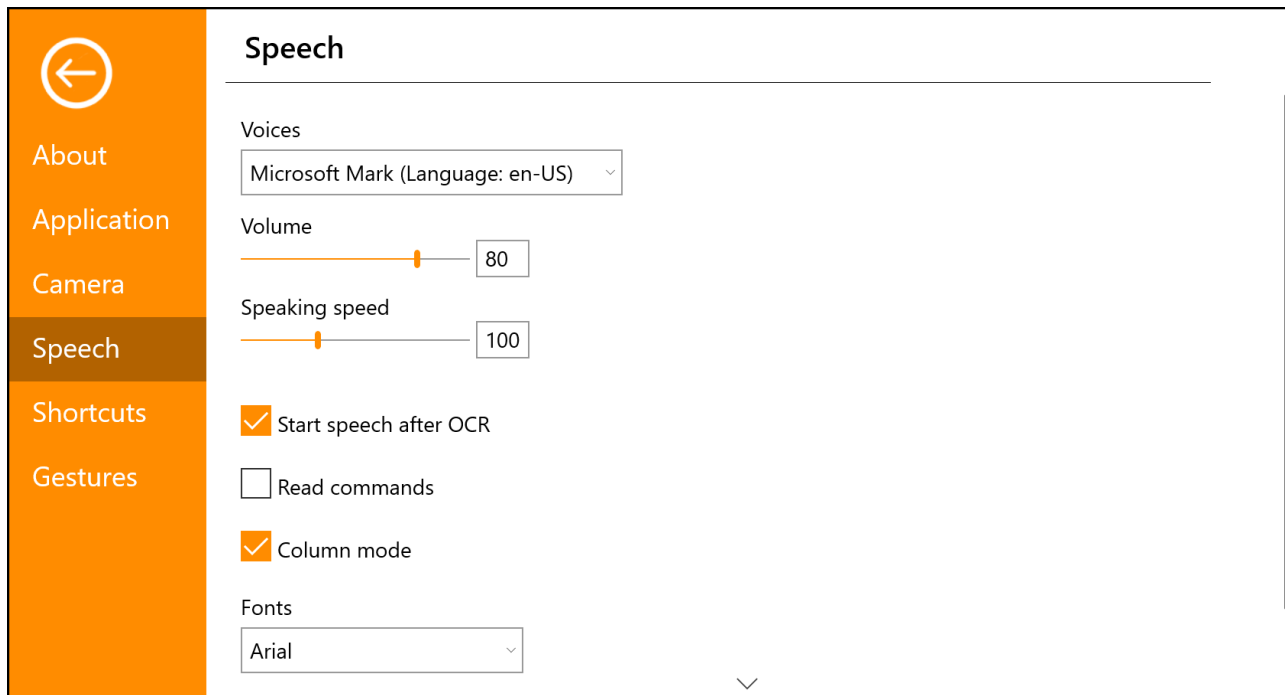 Speech
About
Application
Camera
Speech
Shortcuts
Gestures
Voices
Microsoft Mark (Language: en-US)
Volume
80
Speaking speed
100
Start speech after OCR
Read commands
Column mode
Fonts
Arial